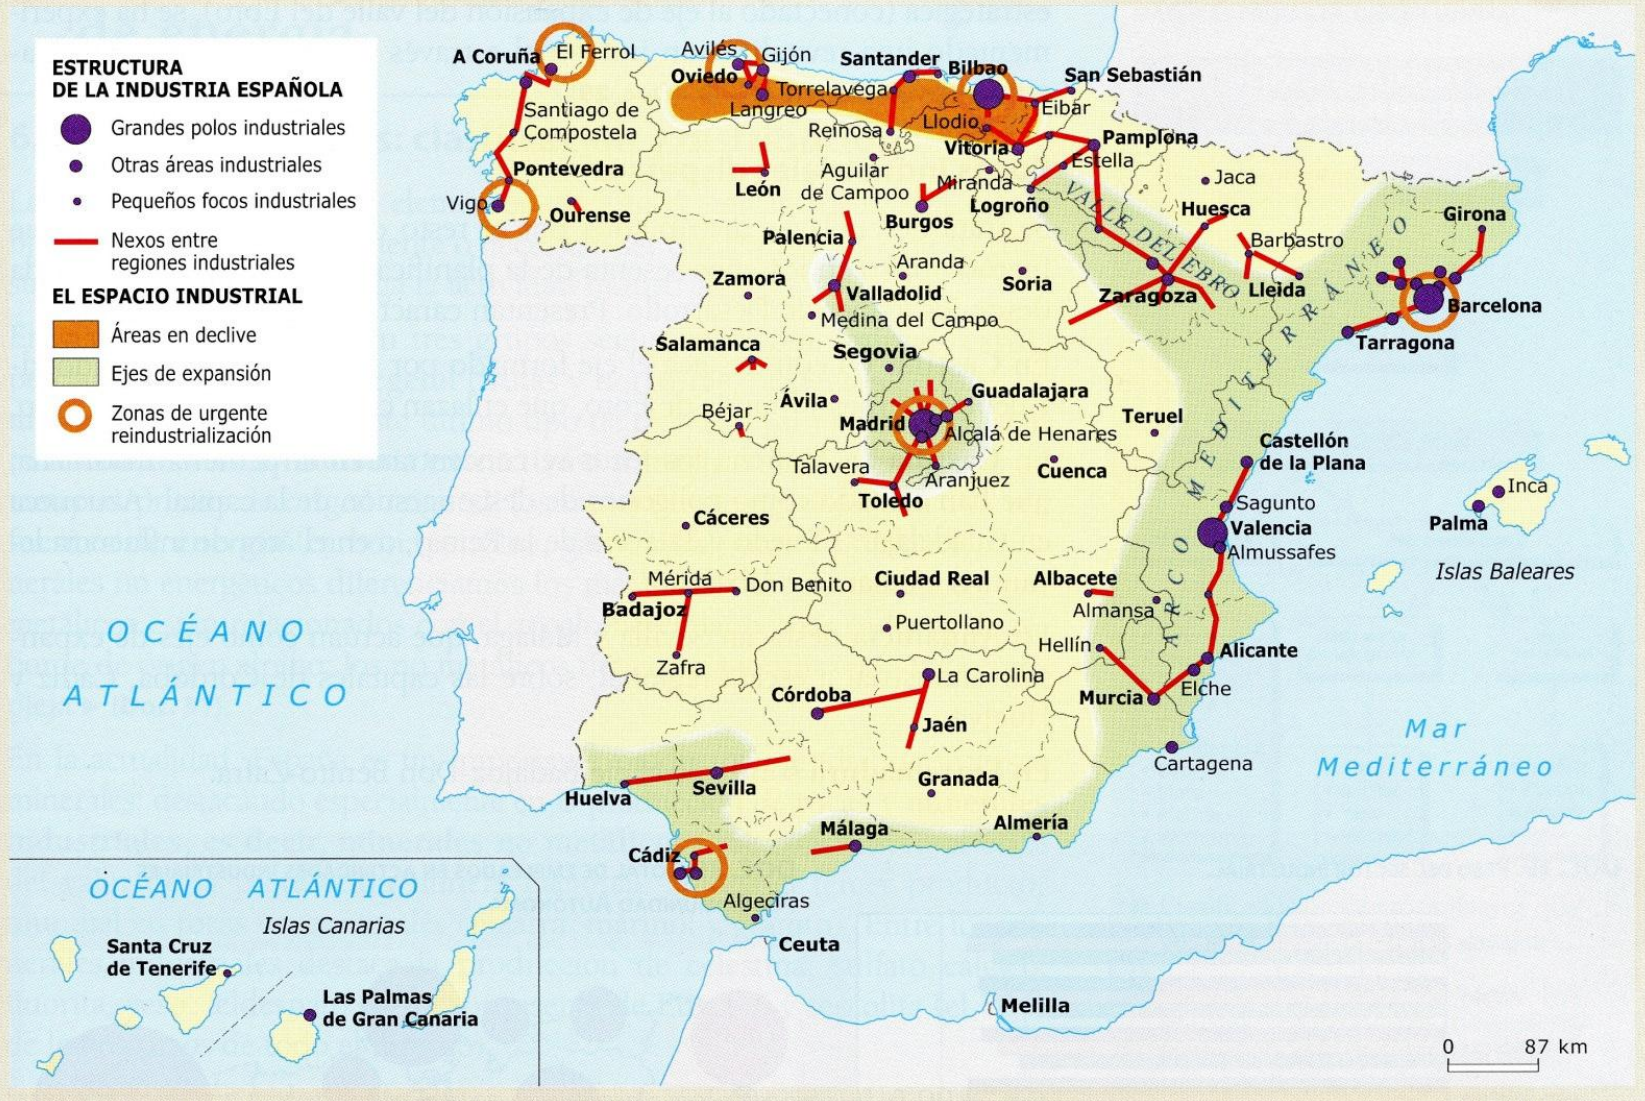 ESTRUCTURA
DE LA INDUSTRIA ESPAÑOLA
Grandes polos industriales
Otras áreas industriales
Pequeños focos industriales
Nexos entre
regiones industriales
EL ESPACIO INDUSTRIAL
Áreas en declive
Ejes de expansión
Zonas de urgente
reindustrialización
A Coruña
El Ferrol
Avilés
Gijón
Oviedo
Langreo
Santander
Torrelavega
Bilbao
San Sebastián
Eibar
Llodio
Reinosa
Vitoria
Pamplona
Estella
Santiago de
Compostela
Pontevedra
Vigo
Ourense
León
Aguilar
de Campoo
Miranda
Burgos
Logroño
Jaca
Huesca
Barbastro
Girona
VALLE DEL EBRO
Palencia
Zamora
Aranda
Soria
Valladolid
Medina del Campo
Zaragoza
Lleida
Barcelona
Tarragona
ARCO MEDITERRÁNEO
Salamanca
Segovia
Ávila
Béjar
Guadalajara
Madrid
Alcalá de Henares
Teruel
Talavera
Aranjuez
Toledo
Cuenca
Castellón
de la Plana
Sagunto
Valencia
Almussafes
Inca
Palma
Islas Baleares
Cáceres
Mérida
Don Benito
Badajoz
Zafra
Ciudad Real
Puertollano
Albacete
Almansa
Hellín
Alicante
Elche
Murcia
Cartagena
La Carolina
Córdoba
Jaén
Granada
Huelva
Sevilla
Málaga
Almería
Cádiz
Algeciras
Ceuta
Melilla
OCÉANO
ATLÁNTICO
Mar
Mediterráneo
OCÉANO ATLÁNTICO
Islas Canarias
Santa Cruz
de Tenerife
Las Palmas
de Gran Canaria
0 87 km